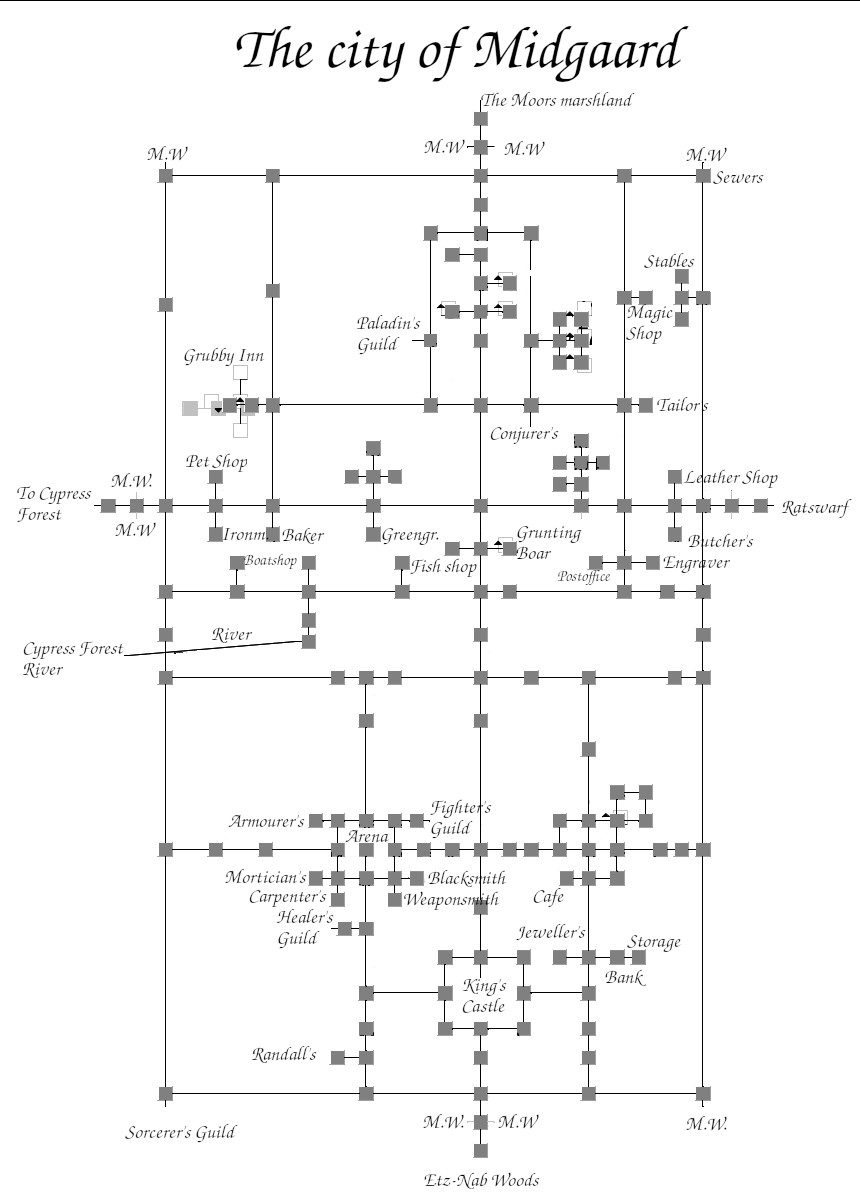 The city of Midgaard
The Moors marshland
M.W
M.W
M.W
M.W
Sewers
Stables
Magic
Shop
Paladin's
Guild
Grubby Inn
Tailor's
Conjurer's
Pet Shop
Leather Shop
M.W.
To Cypress
Forest
Ratswarf
M.W
Ironm.
Baker
Greengr.
Grunting
Boar
Butcher's
Boatshop
Fish shop
Postoffice
Engraver
River
Cypress Forest
River
Armourer's
Fighter's
Guild
Arena
Mortician's
Blacksmith
Carpenter's
Weaponsmith
Cafe
Healer's
Guild
Jeweller's
Storage
Bank
King's
Castle
Randall's
Sorcerer's Guild
M.W.
M.W
M.W.
Etz-Nab Woods